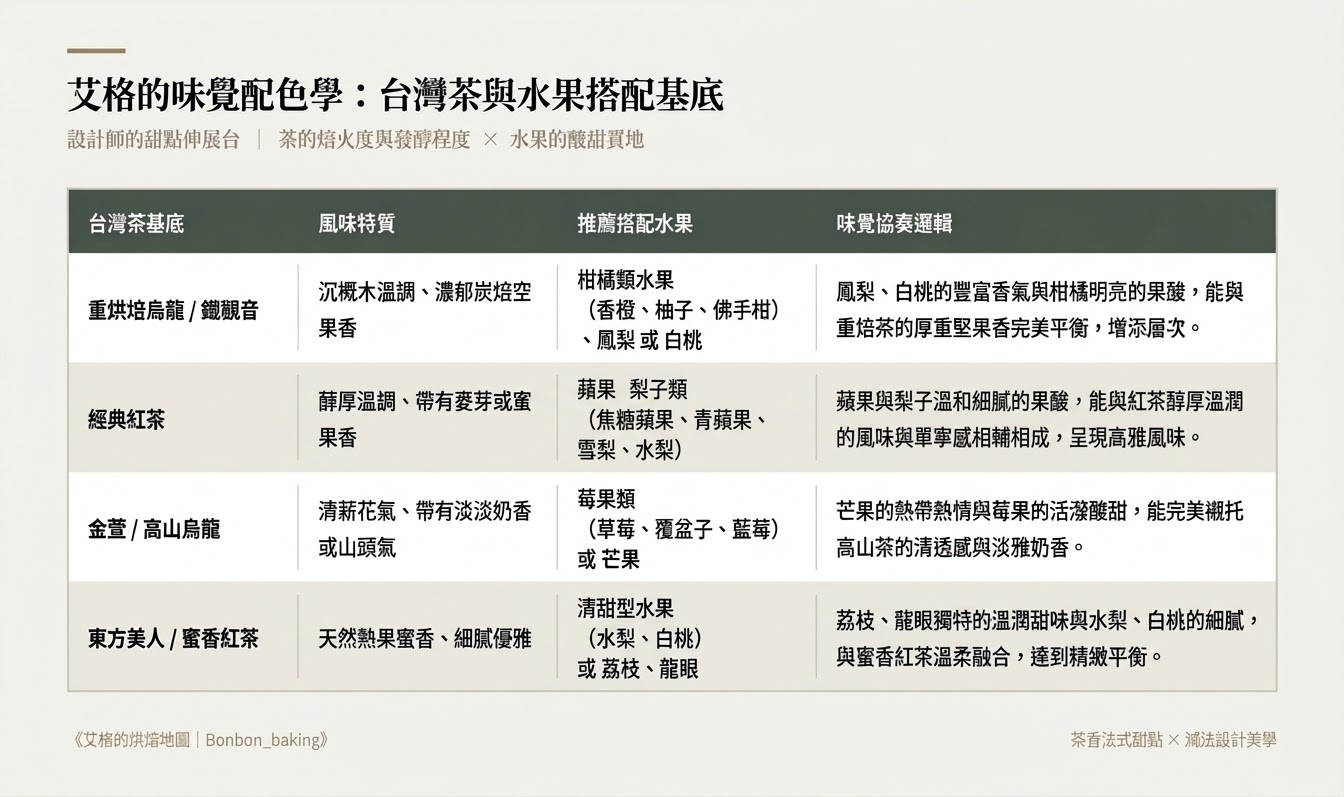 艾格的味覺配色學：台灣茶與水果搭配基底
設計師的甜點伸展台 | 茶的焙火度與發酵程度 × 水果的酸甜質地
台灣茶基底
風味特質
推薦搭配水果
味覺協奏邏輯
重烘焙烏龍 / 鐵觀音
沉概木溫調、濃郁炭焙空
果香
柑橘類水果
（香橙、柚子、佛手柑）
、鳳梨 或 白桃
鳳梨、白桃的豐富香氣與柑橘明亮的果酸，能與
重焙茶的厚重堅果香完美平衡，增添層次。
經典紅茶
薛厚溫調、帶有麥芽或蜜
果香
蘋果 梨子類
（焦糖蘋果、青蘋果、
雪梨、水梨）
蘋果與梨子溫和細膩的果酸，能與紅茶醇厚溫潤
的風味與單寧感相輔相成，呈現高雅風味。
金萱 / 高山烏龍
清薪花氣、帶有淡淡奶香
或山頭氣
莓果類
（草莓、覆盆子、藍莓）
或 芒果
芒果的熱帶熱情與莓果的活潑酸甜，能完美襯托
高山茶的清透感與淡雅奶香。
東方美人 / 蜜香紅茶
天然熱果蜜香、細膩優雅
清甜型水果
（水梨、白桃）
或 荔枝、龍眼
荔枝、龍眼獨特的溫潤甜味與水梨、白桃的細膩，
與蜜香紅茶溫柔融合，達到精緻平衡。
《艾格的烘焙地圖｜Bonbon_baking》
茶香法式甜點 × 減法設計美學